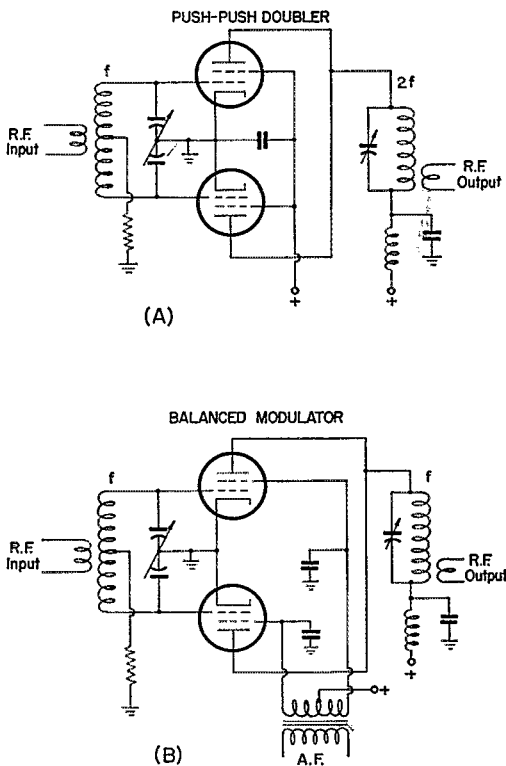 PUSH-PUSH DOUBLER
f
2f
R.F.
Input
R.F.
Output
+
+
(A)
BALANCED MODULATOR
f
f
R.F.
Input
R.F.
Output
+
+
A.F.
(B)